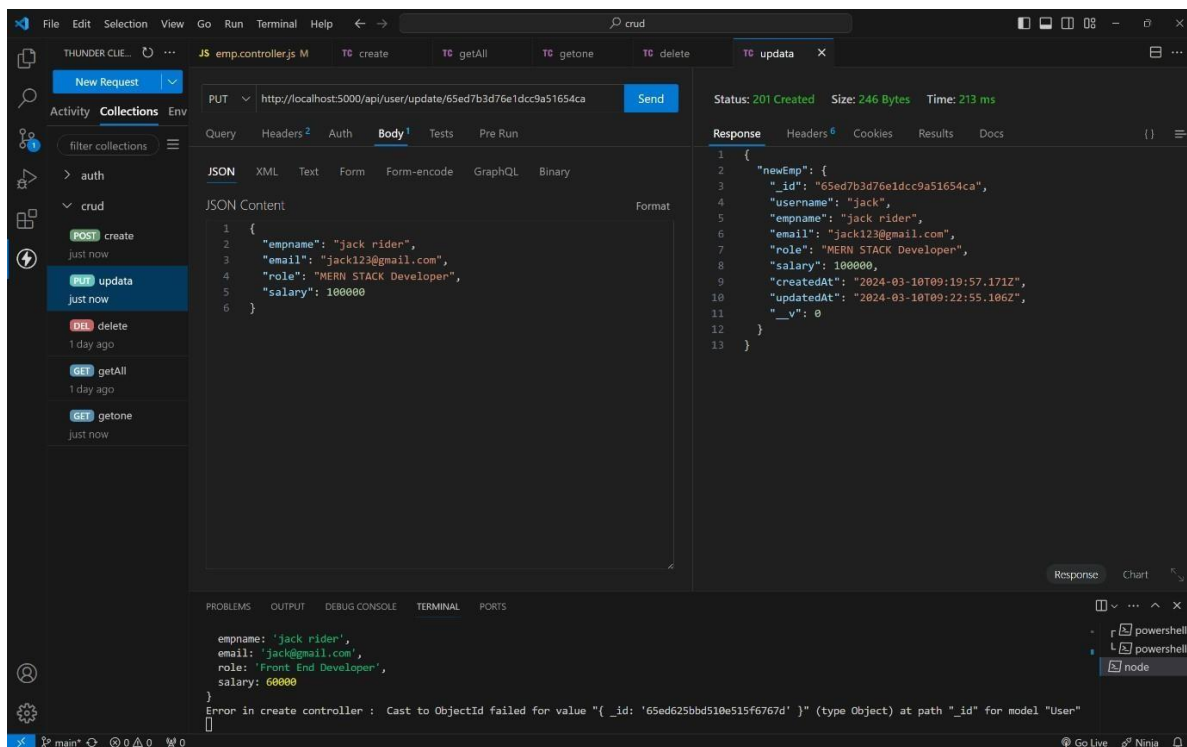 File Edit Selection View Go Run Terminal Help
crud
THUNDER CLIE...
JS emp.controller.js M
TC create
TC getAll
TC getone
TC delete
TC updata
New Request
Activity Collections Env
filter collections
auth
crud
POST create
just now
PUT updata
just now
DEL delete
1 day ago
GET getAll
1 day ago
GET getone
just now
PUT http://localhost:5000/api/user/update/65ed7b3d76e1dcc9a51654ca Send
Query Headers 2 Auth Body 1 Tests Pre Run
JSON XML Text Form Form-encode GraphQL Binary
JSON Content Format
1 {
2 "empname": "jack rider",
3 "email": "jack123@gmail.com",
4 "role": "MERN STACK Developer",
5 "salary": 100000
6 }
Status: 201 Created Size: 246 Bytes Time: 213 ms
Response Headers 6 Cookies Results Docs {}
1 {
2 "newEmp": {
3 "_id": "65ed7b3d76e1dcc9a51654ca",
4 "username": "jack",
5 "empname": "jack rider",
6 "email": "jack123@gmail.com",
7 "role": "MERN STACK Developer",
8 "salary": 100000,
9 "createdAt": "2024-03-10T09:19:57.171Z",
10 "updatedAt": "2024-03-10T09:22:55.106Z",
11 "__v": 0
12 }
13 }
Response Chart
PROBLEMS OUTPUT DEBUG CONSOLE TERMINAL PORTS
empname: 'jack rider',
email: 'jack@gmail.com',
role: 'Front End Developer',
salary: 60000
}
Error in create controller : Cast to ObjectId failed for value "{ _id: '65ed625bbd510e515f6767d' }" (type Object) at path "_id" for model "User"
powershell
powershell
node
main* 0 0 0
Go Live Ninja